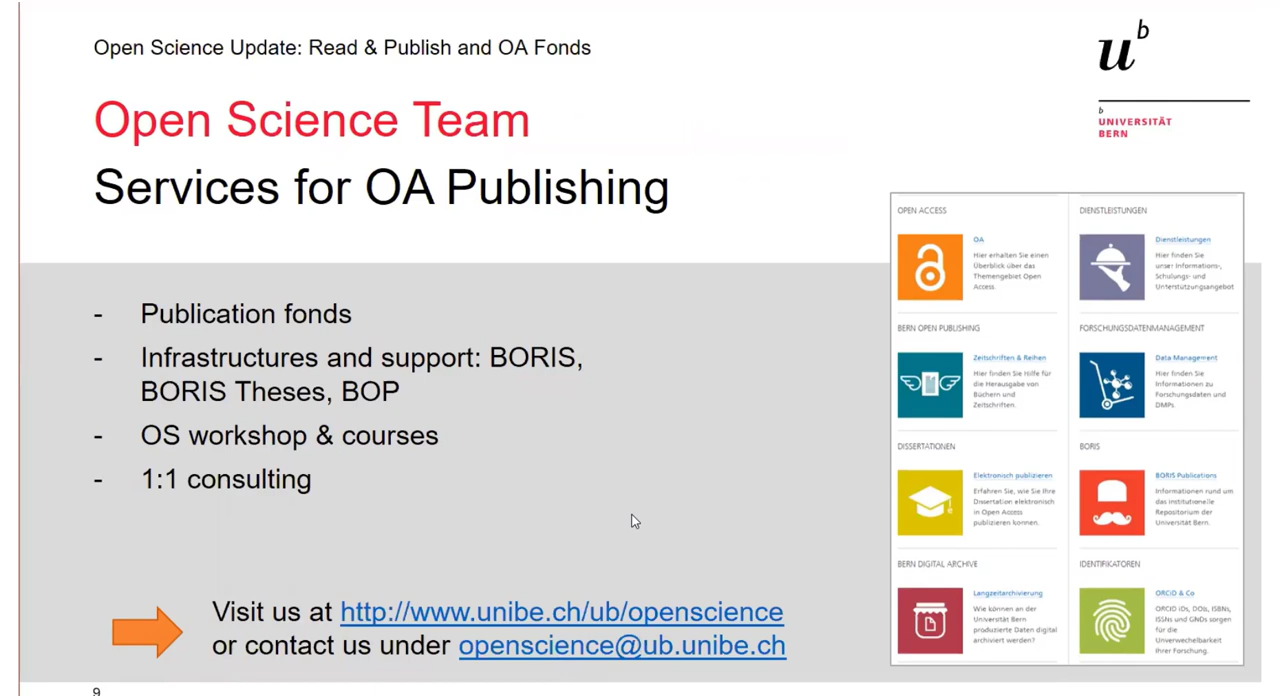 Open Science Update: Read & Publish and OA Fonds
u b
b
UNIVERSITÄT
BERN
Open Science Team
Services for OA Publishing
- Publication fonds
- Infrastructures and support: BORIS,
BORIS Theses, BOP
- OS workshop & courses
- 1:1 consulting
Visit us at http://www.unibe.ch/ub/openscience
or contact us under openscience@ub.unibe.ch
OPEN ACCESS
OA
Hier erhalten Sie einen
Überblick über das
Themengebiet Open
Access.
DIENSTLEISTUNGEN
Dienstleistungen
Hier finden Sie
unser Informations-,
Schulungs- und
Unterstützungsangebot
BERN OPEN PUBLISHING
Zeitschriften & Reihen
Hier finden Sie Hilfe für
die Herausgabe von
Büchern und
Zeitschriften.
FORSCHUNGSDATENMANAGEMENT
Data Management
Hier finden Sie
Informationen zu
Forschungsdaten und
DMPs.
DISSERTATIONEN
Elektronisch publizieren
Erfahren Sie, wie Sie Ihre
Dissertation elektronisch
in Open Access
publizieren können.
BORIS
BORIS Publications
Informationen rund um
das institutionelle
Repositorium der
Universität Bern.
BERN DIGITAL ARCHIVE
Langzeitarchivierung
Wie können an der
Universität Bern
produzierte Daten digital
archiviert werden?
IDENTIFIKATOREN
ORCiD & Co
ORCID iDs, DOIs, ISBNs,
ISSNs und GNDs sorgen
für die
Unverwechelbarkeit
Ihrer Forschung.
9